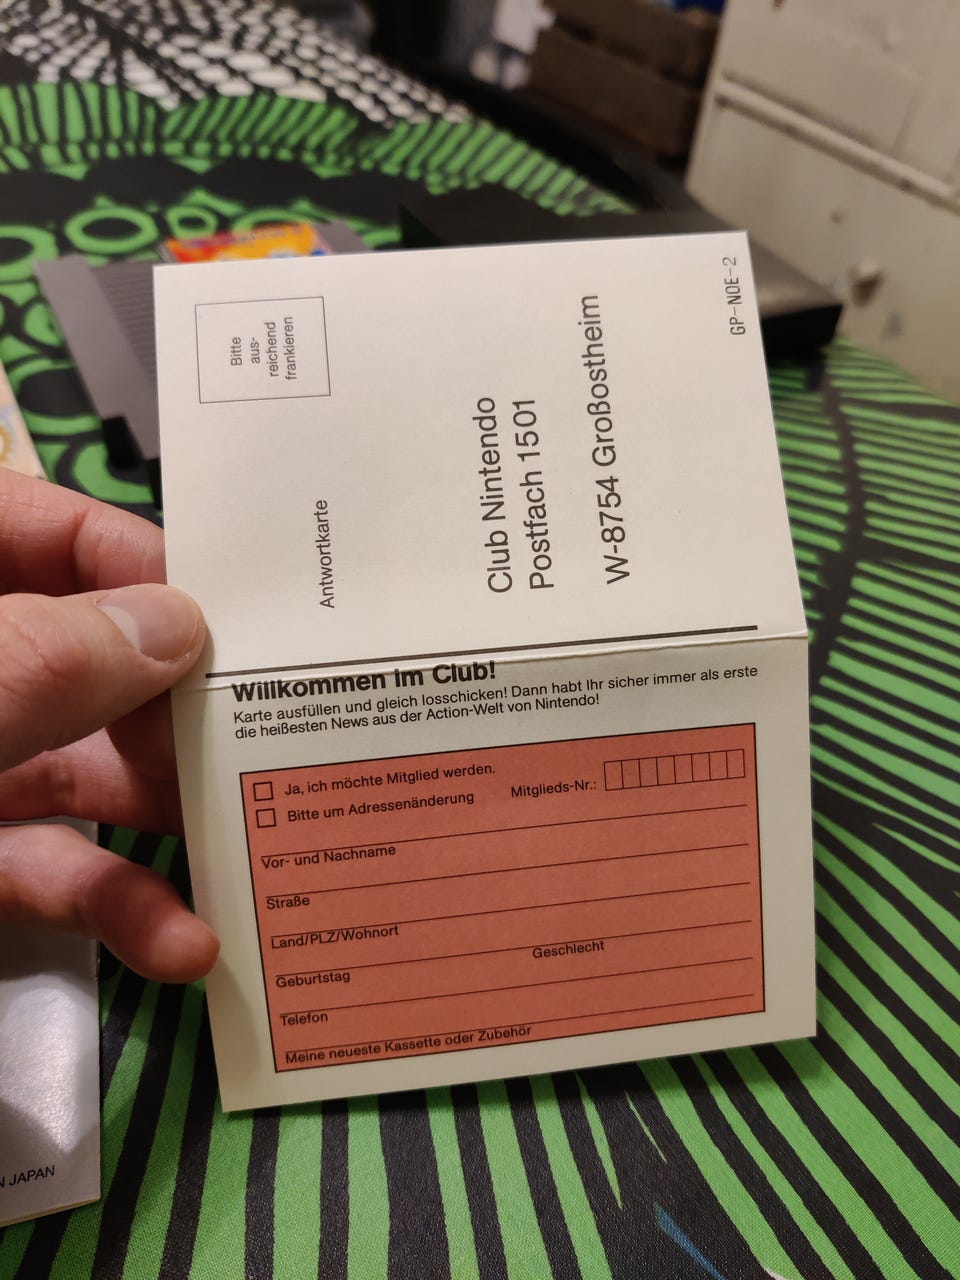 Bitte
aus-
reichend
frankieren
Antwortkarte
Club Nintendo
Postfach 1501
W-8754 Großostheim
GP-NOE-2
Willkommen im Club!
Karte ausfüllen und gleich losschicken! Dann habt Ihr sicher immer als erste
die heißesten News aus der Action-Welt von Nintendo!
Ja, ich möchte Mitglied werden.
Bitte um Adressenänderung
Mitglieds-Nr.:
Vor- und Nachname
Straße
Land/PLZ/Wohnort
Geburtstag
Geschlecht
Telefon
Meine neueste Kassette oder Zubehör
N JAPAN